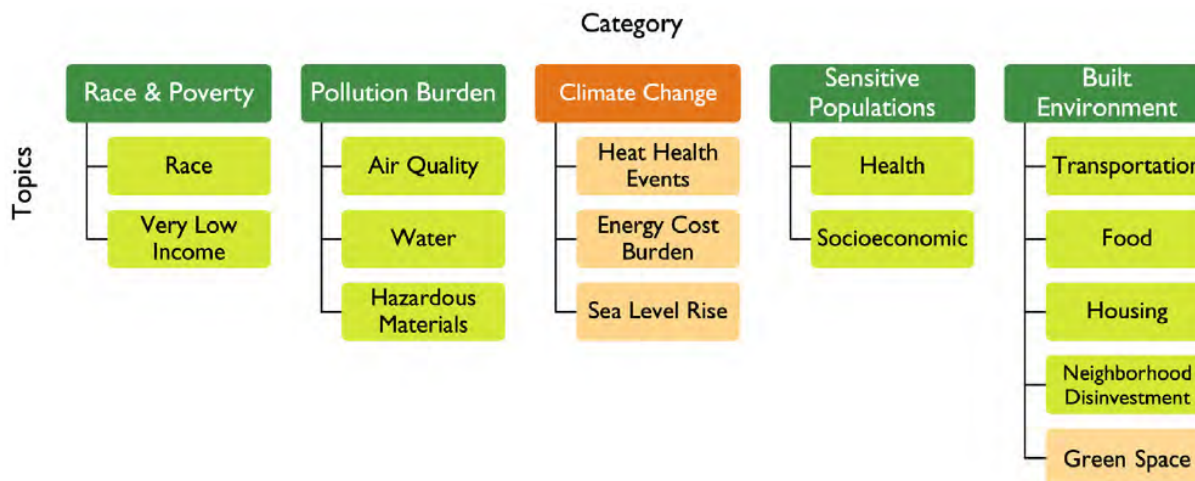 Category
Topics
Race & Poverty
Race
Very Low
Income
Pollution Burden
Air Quality
Water
Hazardous
Materials
Climate Change
Heat Health
Events
Energy Cost
Burden
Sea Level Rise
Sensitive
Populations
Health
Socioeconomic
Built
Environment
Transportation
Food
Housing
Neighborhood
Disinvestment
Green Space